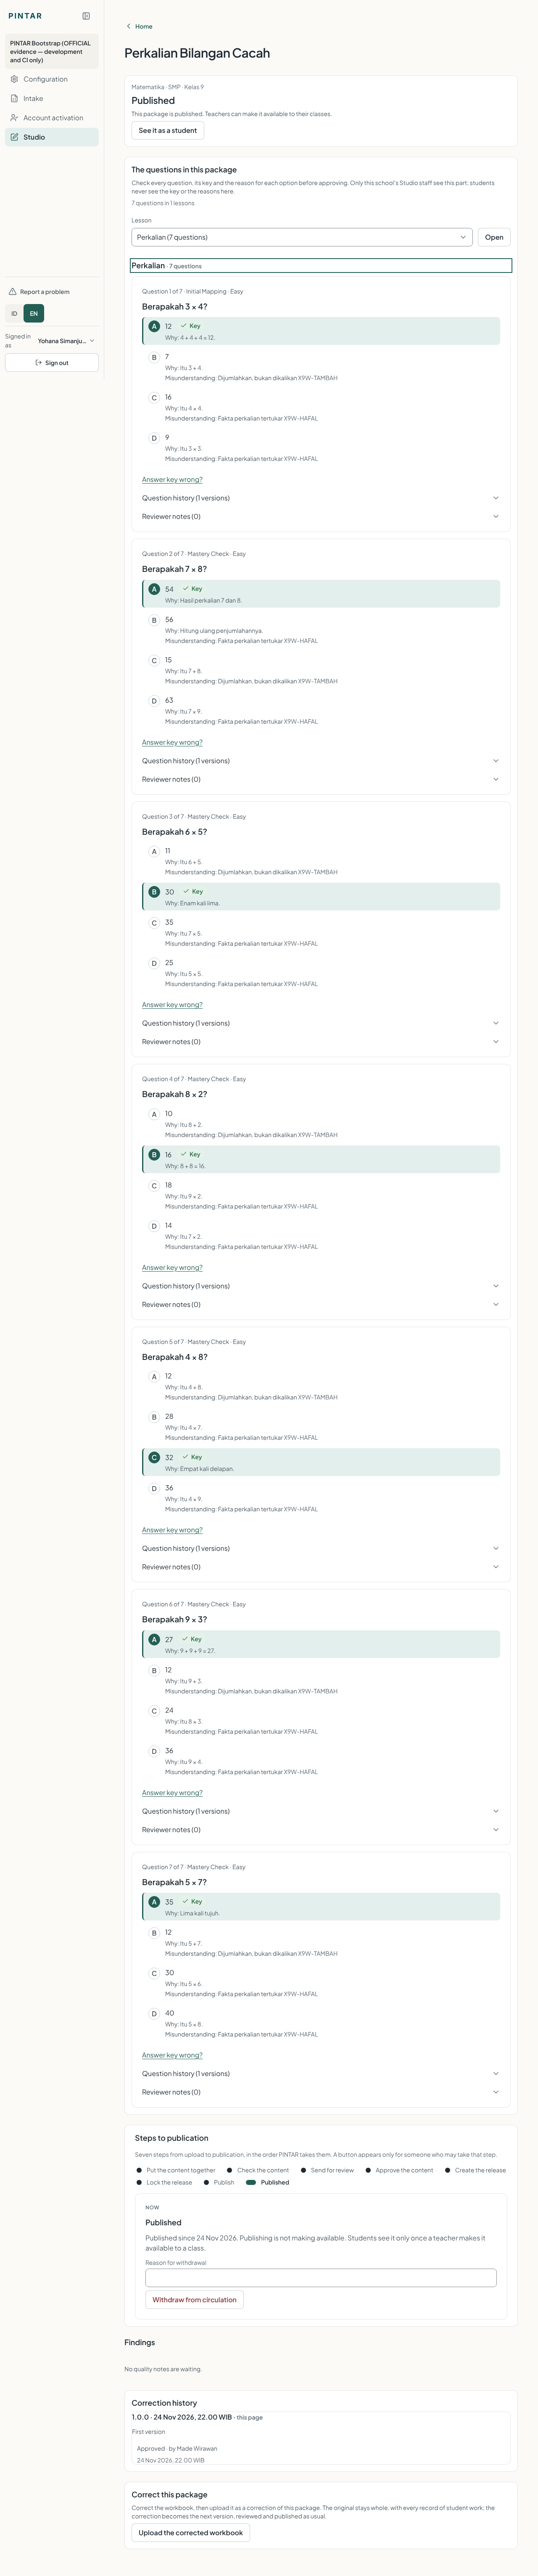 PINTAR
PINTAR Bootstrap (OFFICIAL
evidence — development
and CI only)
Configuration
Intake
Account activation
Studio
Report a problem
ID
EN
Signed in
as
Yohana Simanju...
Sign out
Home
Perkalian Bilangan Cacah
Matematika · SMP · Kelas 9
Published
This package is published. Teachers can make it available to their classes.
See it as a student
The questions in this package
Check every question, its key and the reason for each option before approving. Only this school's Studio staff see this part; students
never see the key or the reasons here.
7 questions in 1 lessons
Lesson
Perkalian (7 questions)
Open
Perkalian · 7 questions
Question 1 of 7 · Initial Mapping · Easy
Berapakah 3 × 4?
A 12 Key
Why: 4 + 4 + 4 = 12.
B 7
Why: Itu 3 + 4.
Misunderstanding: Dijumlahkan, bukan dikalikan X9W-TAMBAH
C 16
Why: Itu 4 × 4.
Misunderstanding: Fakta perkalian tertukar X9W-HAFAL
D 9
Why: Itu 3 × 3.
Misunderstanding: Fakta perkalian tertukar X9W-HAFAL
Answer key wrong?
Question history (1 versions)
Reviewer notes (0)
Question 2 of 7 · Mastery Check · Easy
Berapakah 7 × 8?
A 54 Key
Why: Hasil perkalian 7 dan 8.
B 56
Why: Hitung ulang penjumlahannya.
Misunderstanding: Fakta perkalian tertukar X9W-HAFAL
C 15
Why: Itu 7 + 8.
Misunderstanding: Dijumlahkan, bukan dikalikan X9W-TAMBAH
D 63
Why: Itu 7 × 9.
Misunderstanding: Fakta perkalian tertukar X9W-HAFAL
Answer key wrong?
Question history (1 versions)
Reviewer notes (0)
Question 3 of 7 · Mastery Check · Easy
Berapakah 6 × 5?
A 11
Why: Itu 6 + 5.
Misunderstanding: Dijumlahkan, bukan dikalikan X9W-TAMBAH
B 30 Key
Why: Enam kali lima.
C 35
Why: Itu 7 × 5.
Misunderstanding: Fakta perkalian tertukar X9W-HAFAL
D 25
Why: Itu 5 × 5.
Misunderstanding: Fakta perkalian tertukar X9W-HAFAL
Answer key wrong?
Question history (1 versions)
Reviewer notes (0)
Question 4 of 7 · Mastery Check · Easy
Berapakah 8 × 2?
A 10
Why: Itu 8 + 2.
Misunderstanding: Dijumlahkan, bukan dikalikan X9W-TAMBAH
B 16 Key
Why: 8 + 8 = 16.
C 18
Why: Itu 9 × 2.
Misunderstanding: Fakta perkalian tertukar X9W-HAFAL
D 14
Why: Itu 7 × 2.
Misunderstanding: Fakta perkalian tertukar X9W-HAFAL
Answer key wrong?
Question history (1 versions)
Reviewer notes (0)
Question 5 of 7 · Mastery Check · Easy
Berapakah 4 × 8?
A 12
Why: Itu 4 + 8.
Misunderstanding: Dijumlahkan, bukan dikalikan X9W-TAMBAH
B 28
Why: Itu 4 × 7.
Misunderstanding: Fakta perkalian tertukar X9W-HAFAL
C 32 Key
Why: Empat kali delapan.
D 36
Why: Itu 4 × 9.
Misunderstanding: Fakta perkalian tertukar X9W-HAFAL
Answer key wrong?
Question history (1 versions)
Reviewer notes (0)
Question 6 of 7 · Mastery Check · Easy
Berapakah 9 × 3?
A 27 Key
Why: 9 + 9 + 9 = 27.
B 12
Why: Itu 9 + 3.
Misunderstanding: Dijumlahkan, bukan dikalikan X9W-TAMBAH
C 24
Why: Itu 8 × 3.
Misunderstanding: Fakta perkalian tertukar X9W-HAFAL
D 36
Why: Itu 9 × 4.
Misunderstanding: Fakta perkalian tertukar X9W-HAFAL
Answer key wrong?
Question history (1 versions)
Reviewer notes (0)
Question 7 of 7 · Mastery Check · Easy
Berapakah 5 × 7?
A 35 Key
Why: Lima kali tujuh.
B 12
Why: Itu 5 + 7.
Misunderstanding: Dijumlahkan, bukan dikalikan X9W-TAMBAH
C 30
Why: Itu 5 × 6.
Misunderstanding: Fakta perkalian tertukar X9W-HAFAL
D 40
Why: Itu 5 × 8.
Misunderstanding: Fakta perkalian tertukar X9W-HAFAL
Answer key wrong?
Question history (1 versions)
Reviewer notes (0)
Steps to publication
Seven steps from upload to publication, in the order PINTAR takes them. A button appears only for someone who may take that step.
Put the content together
Check the content
Send for review
Approve the content
Create the release
Lock the release
Publish
Published
NOW
Published
Published since 24 Nov 2026. Publishing is not making available. Students see it only once a teacher makes it
available to a class.
Reason for withdrawal
Withdraw from circulation
Findings
No quality notes are waiting.
Correction history
1.0.0 · 24 Nov 2026, 22.00 WIB · this page
First version
Approved · by Made Wirawan
24 Nov 2026, 22.00 WIB
Correct this package
Correct the workbook, then upload it as a correction of this package. The original stays whole, with every record of student work; the
correction becomes the next version, reviewed and published as usual.
Upload the corrected workbook